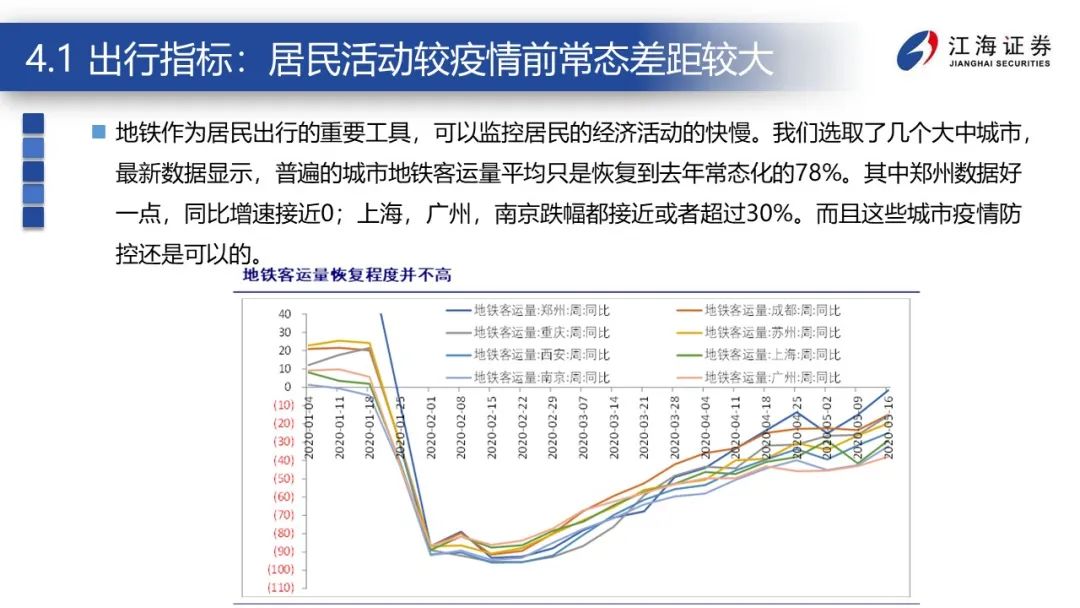 4.1 出行指标：居民活动较疫情前常态差距较大
江海证券
JIANGHAI SECURITIES
地铁作为居民出行的重要工具，可以监控居民的经济活动的快慢。我们选取了几个大中城市，
最新数据显示，普遍的城市地铁客运量平均只是恢复到去年常态化的78%。其中郑州数据好
一点，同比增速接近0；上海，广州，南京跌幅都接近或者超过30%。而且这些城市疫情防
控还是可以的。
地铁客运量恢复程度并不高
地铁客运量:郑州:周:同比
地铁客运量:成都:周:同比
地铁客运量:重庆:周:同比
地铁客运量:苏州:周:同比
地铁客运量:西安:周:同比
地铁客运量:上海:周:同比
地铁客运量:南京:周:同比
地铁客运量:广州:周:同比
40
30
20
10
0
(10)
(20)
(30)
(40)
(50)
(60)
(70)
(80)
(90)
(100)
(110)
2020-01-04
2020-01-11
2020-01-18
2020-01-25
2020-02-01
2020-02-08
2020-02-15
2020-02-22
2020-02-29
2020-03-07
2020-03-14
2020-03-21
2020-03-28
2020-04-04
2020-04-11
2020-04-18
2020-04-25
2020-05-02
2020-05-09
2020-05-16